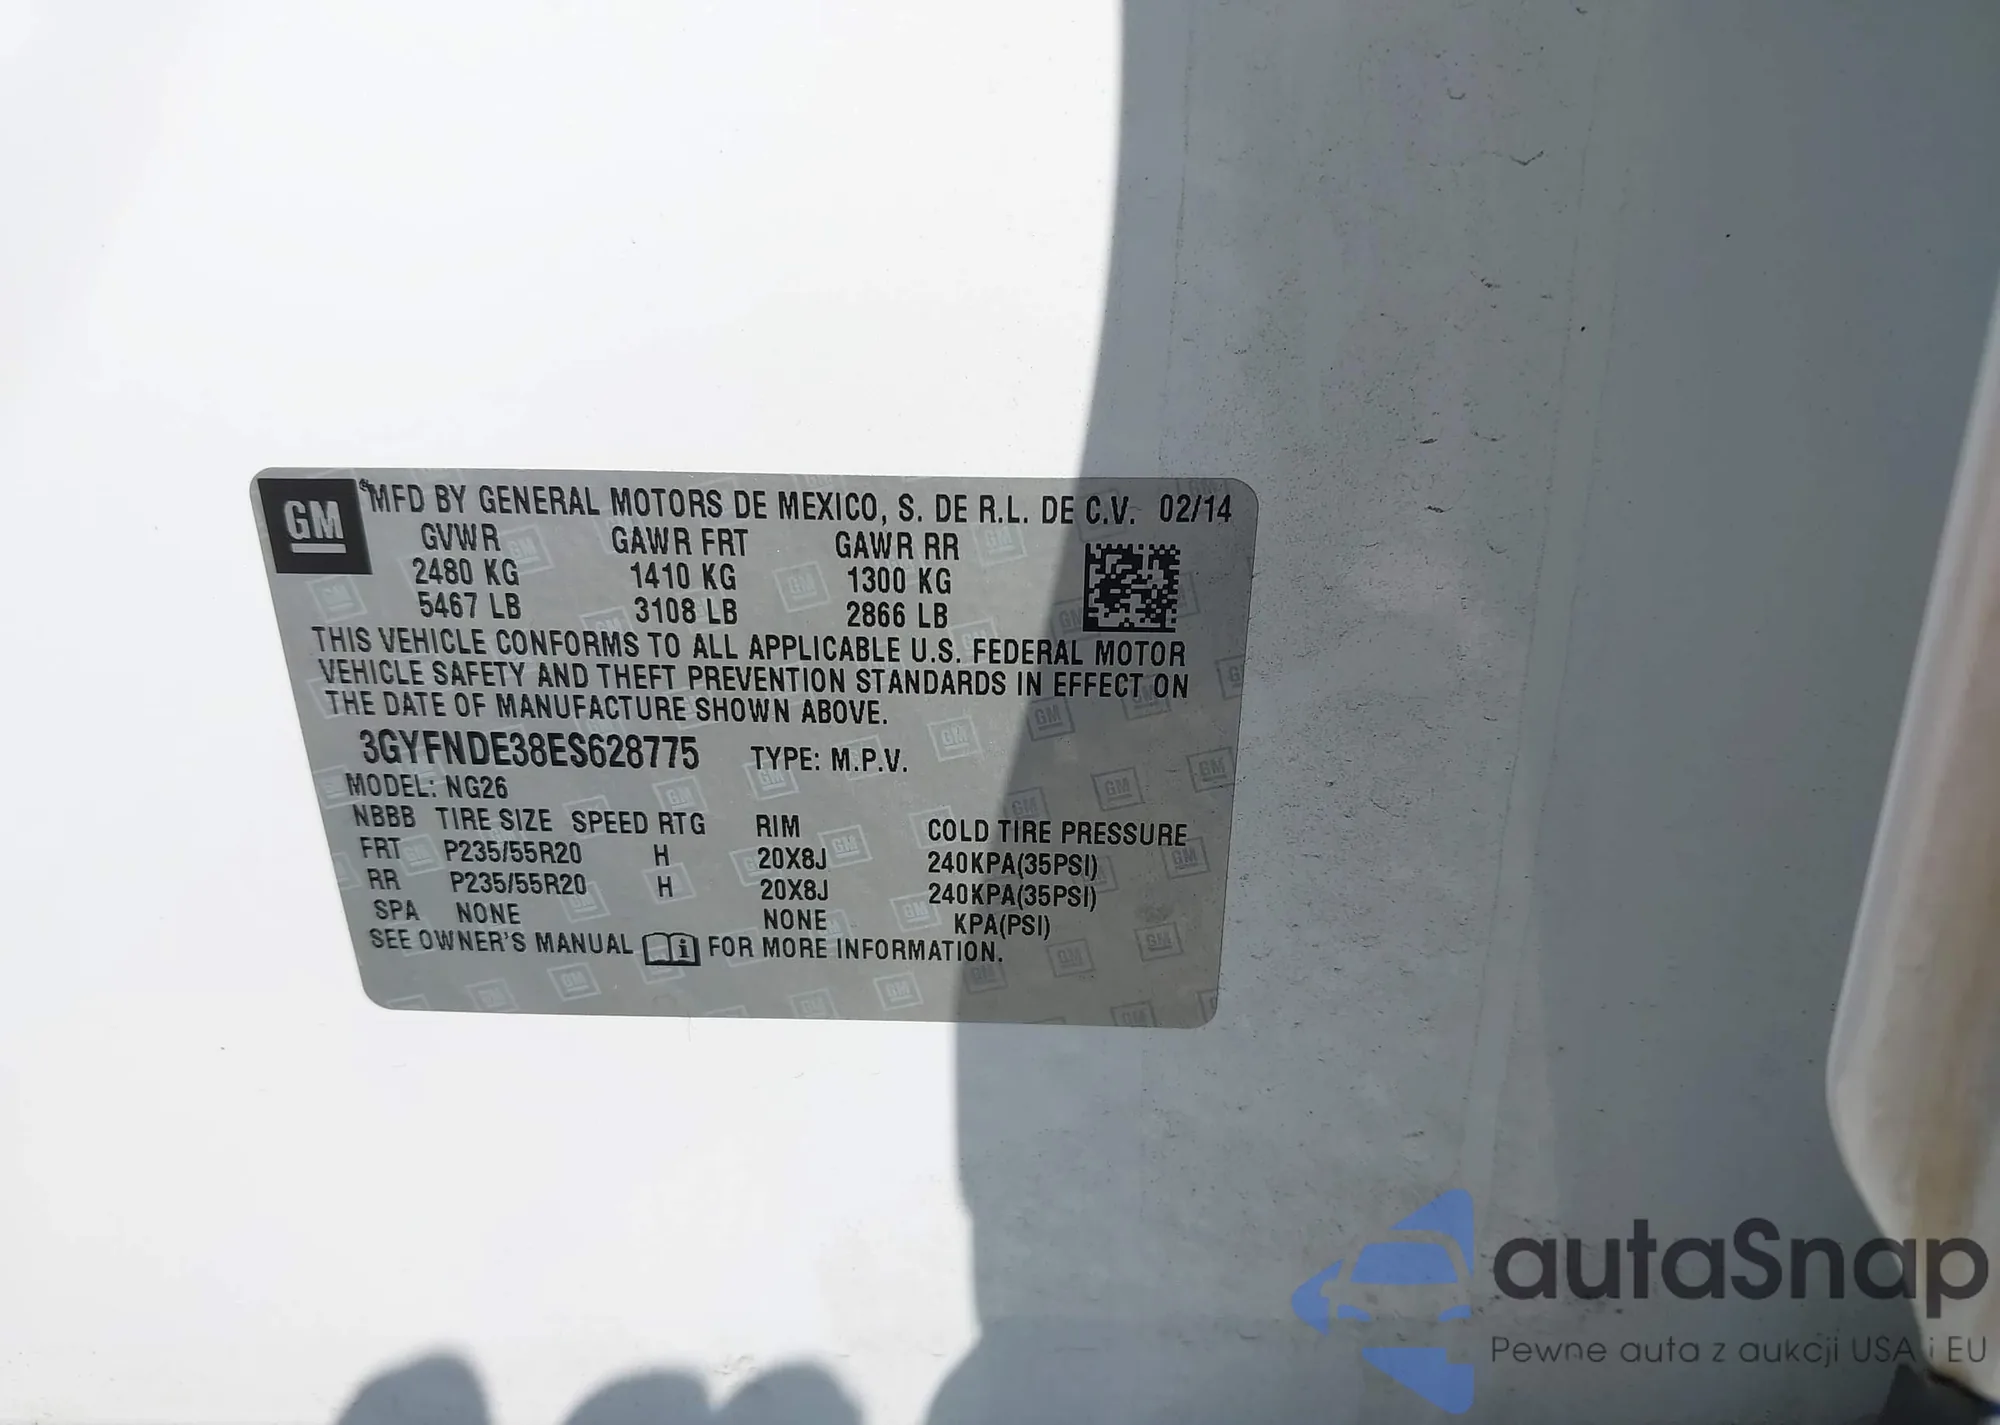 GM
MFD BY GENERAL MOTORS DE MEXICO, S. DE R.L. DE C.V. 02/14
GVWR GAWR FRT GAWR RR
2480 KG 1410 KG 1300 KG
5467 LB 3108 LB 2866 LB
THIS VEHICLE CONFORMS TO ALL APPLICABLE U.S. FEDERAL MOTOR
VEHICLE SAFETY AND THEFT PREVENTION STANDARDS IN EFFECT ON
THE DATE OF MANUFACTURE SHOWN ABOVE.
3GYFNDE38ES628775 TYPE: M.P.V.
MODEL: NG26
NBBB TIRE SIZE SPEED RTG RIM COLD TIRE PRESSURE
FRT P235/55R20 H 20X8J 240KPA(35PSI)
RR P235/55R20 H 20X8J 240KPA(35PSI)
SPA NONE NONE KPA(PSI)
SEE OWNER'S MANUAL FOR MORE INFORMATION.
autaSnap
Pewne auta z aukcji USA i EU